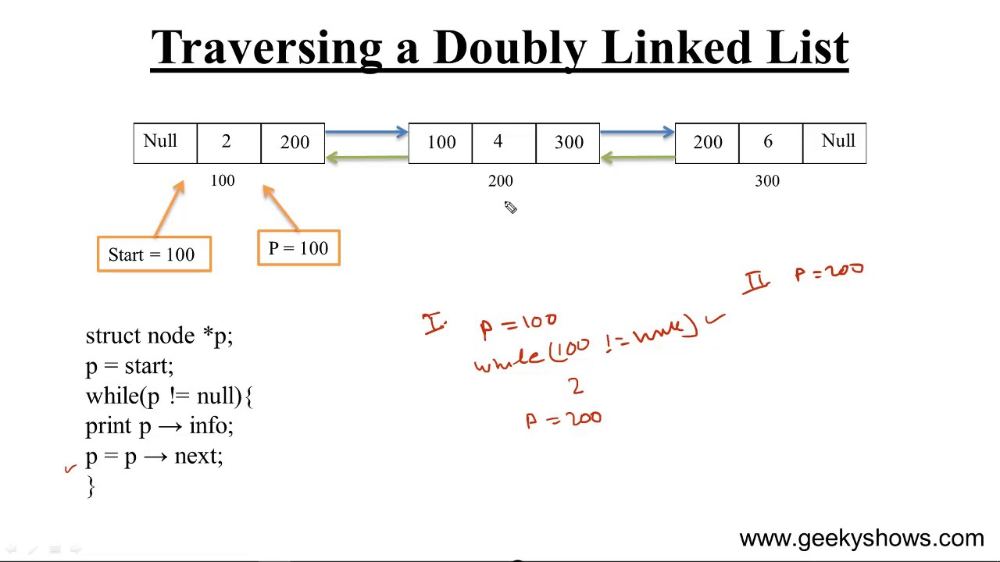 Traversing a Doubly Linked List
Null 2 200 100 4 300 200 6 Null
100 200 300
Start = 100
P = 100
II P = 200
I. P = 100
while(100 != null) ✓
2
P = 200
struct node *p;
p = start;
while(p != null){
print p → info;
✓ p = p → next;
}
www.geekyshows.com